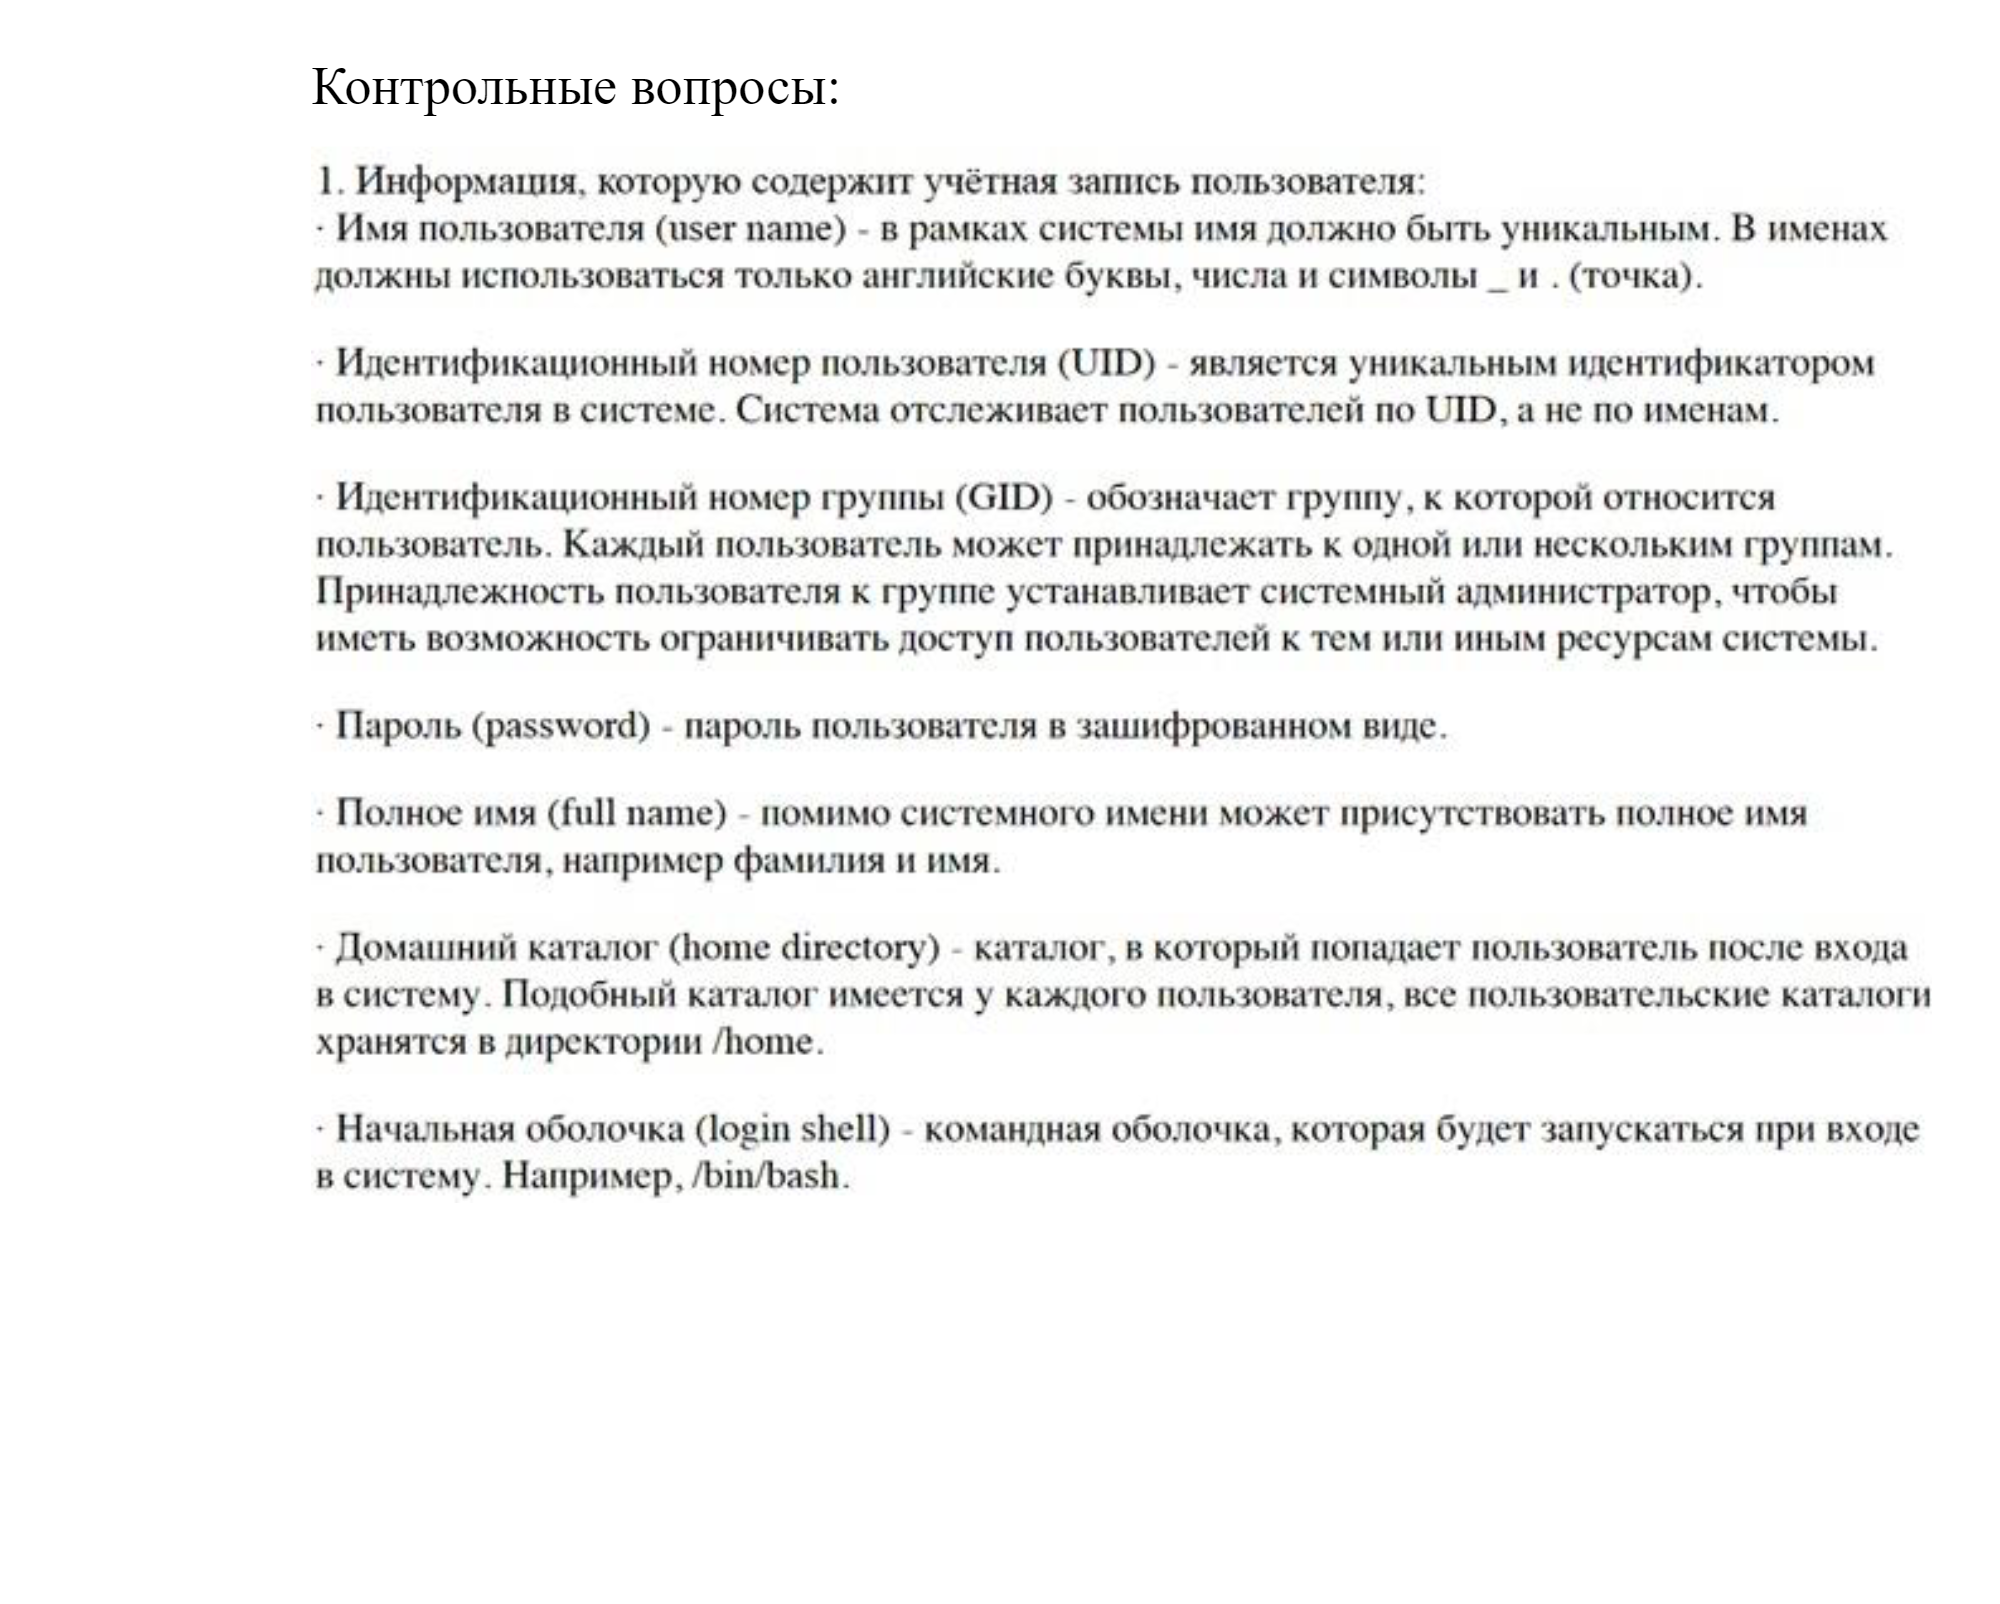 Контрольные вопросы:
1. Информация, которую содержит учётная запись пользователя:
· Имя пользователя (user name) - в рамках системы имя должно быть уникальным. В именах
должны использоваться только английские буквы, числа и символы _ и . (точка).
· Идентификационный номер пользователя (UID) - является уникальным идентификатором
пользователя в системе. Система отслеживает пользователей по UID, а не по именам.
· Идентификационный номер группы (GID) - обозначает группу, к которой относится
пользователь. Каждый пользователь может принадлежать к одной или нескольким группам.
Принадлежность пользователя к группе устанавливает системный администратор, чтобы
иметь возможность ограничивать доступ пользователей к тем или иным ресурсам системы.
· Пароль (password) - пароль пользователя в зашифрованном виде.
· Полное имя (full name) - помимо системного имени может присутствовать полное имя
пользователя, например фамилия и имя.
· Домашний каталог (home directory) - каталог, в который попадает пользователь после входа
в систему. Подобный каталог имеется у каждого пользователя, все пользовательские каталоги
хранятся в директории /home.
· Начальная оболочка (login shell) - командная оболочка, которая будет запускаться при входе
в систему. Например, /bin/bash.